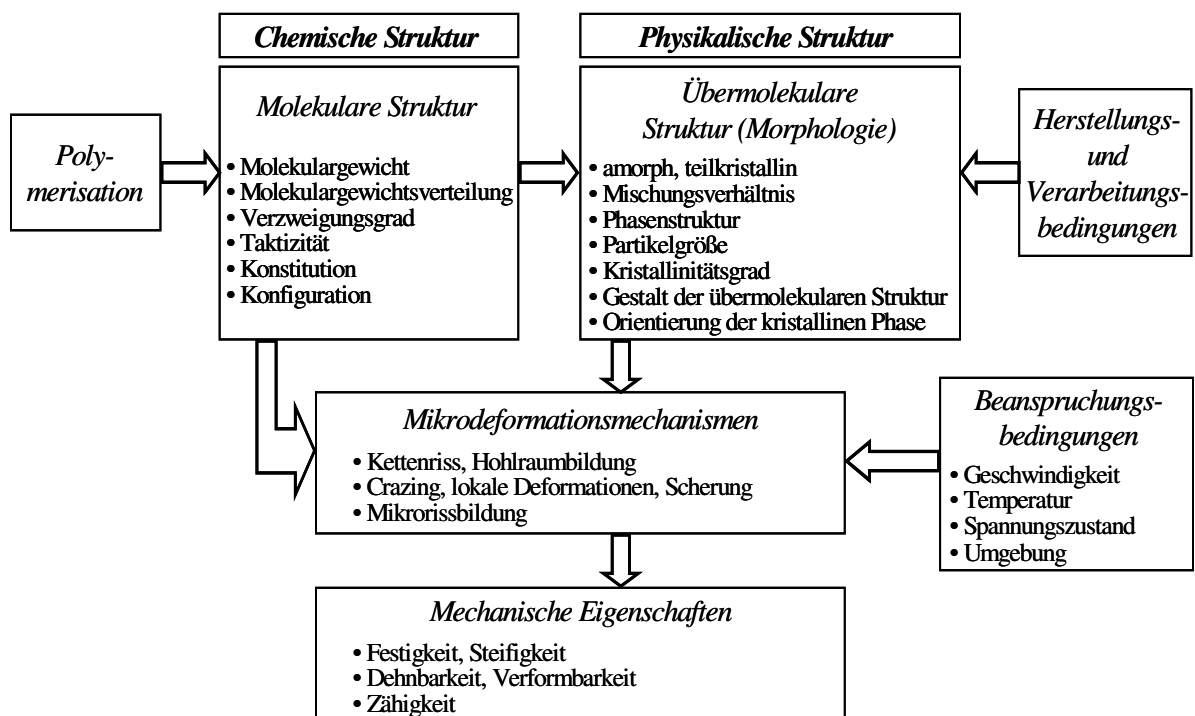 Chemische Struktur
Physikalische Struktur
Poly-
merisation
Molekulare Struktur
• Molekulargewicht
• Molekulargewichtsverteilung
• Verzweigungsgrad
• Taktizität
• Konstitution
• Konfiguration
Übermolekulare
Struktur (Morphologie)
• amorph, teilkristallin
• Mischungsverhältnis
• Phasenstruktur
• Partikelgröße
• Kristallinitätsgrad
• Gestalt der übermolekularen Struktur
• Orientierung der kristallinen Phase
Herstellungs-
und
Verarbeitungs-
bedingungen
Mikrodeformationsmechanismen
• Kettenriss, Hohlraumbildung
• Crazing, lokale Deformationen, Scherung
• Mikrorissbildung
Beanspruchungs-
bedingungen
• Geschwindigkeit
• Temperatur
• Spannungszustand
• Umgebung
Mechanische Eigenschaften
• Festigkeit, Steifigkeit
• Dehnbarkeit, Verformbarkeit
• Zähigkeit